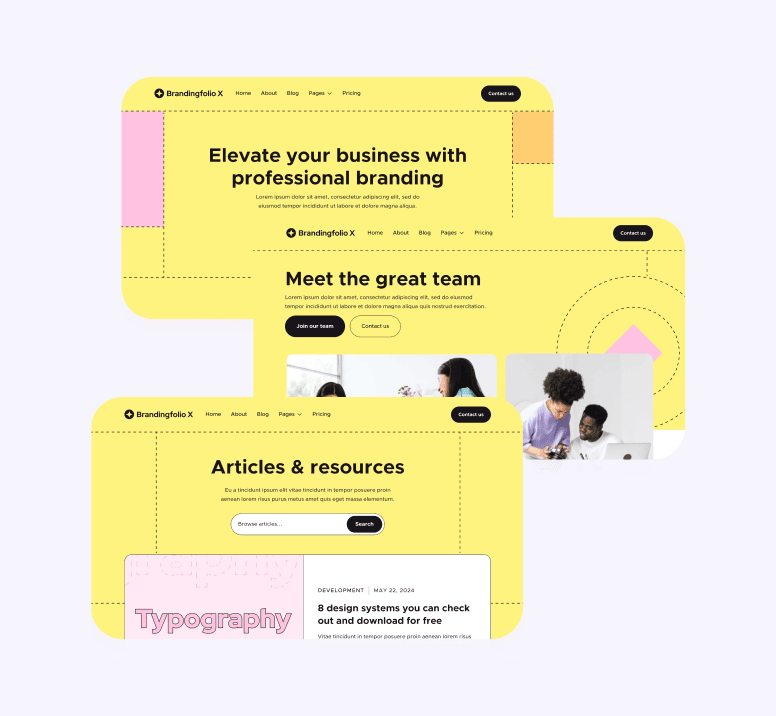 Brandingfolio X Home About Blog Pages Pricing Contact us
Elevate your business with
professional branding
Lorem ipsum dolor sit amet, consectetur adipiscing elit, sed do
eiusmod tempor incididunt ut labore et dolore magna aliqua.
Brandingfolio X Home About Blog Pages Pricing Contact us
Meet the great team
Lorem ipsum dolor sit amet, consectetur adipiscing elit, sed do eiusmod
tempor incididunt ut labore et dolore magna aliqua quis nostrud exercitation.
Join our team Contact us
Brandingfolio X Home About Blog Pages Pricing Contact us
Articles & resources
Eu a tincidunt ipsum elit vitae tincidunt in tempor posuere proin
aenean lorem risus purus metus amet quis eget massa elementum.
Browse articles... Search
DEVELOPMENT | MAY 22, 2024
Typography
8 design systems you can check
out and download for free
Vitae tincidunt in tempor posuere proin aenean lorem risus